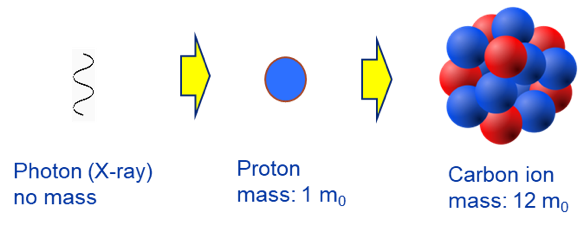 Photon (X-ray)
no mass
Proton
mass: 1 m₀
Carbon ion
mass: 12 m₀